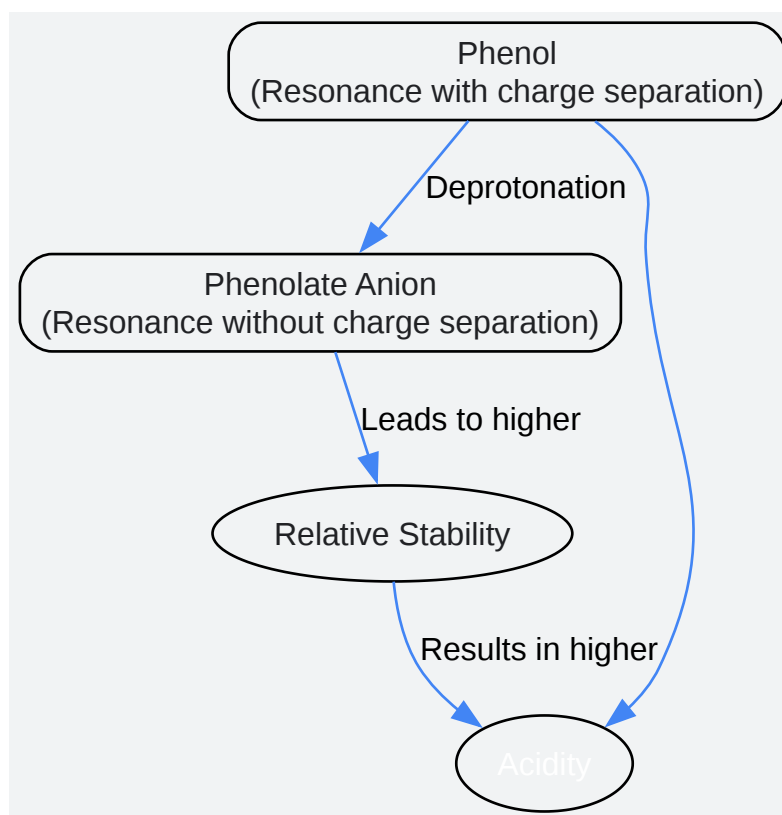 Phenol
(Resonance with charge separation)
Deprotonation
Phenolate Anion
(Resonance without charge separation)
Leads to higher
Relative Stability
Results in higher
Acidity